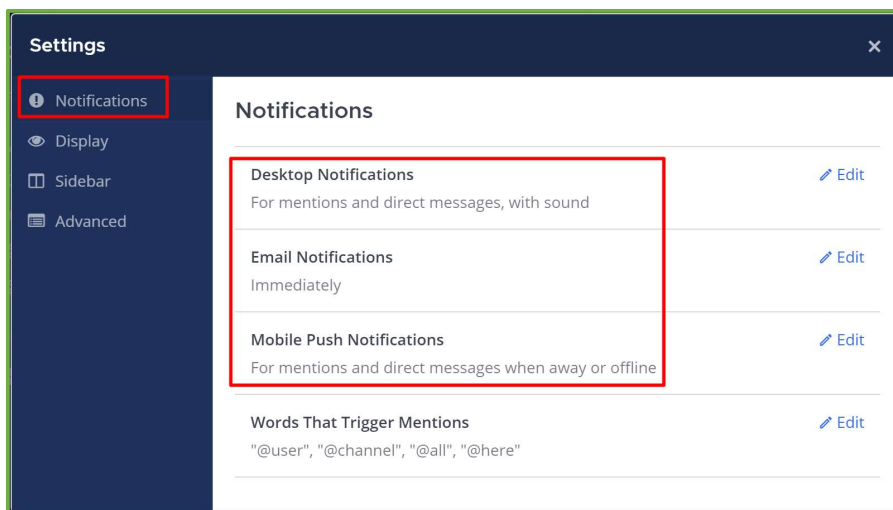 Settings
Notifications
Display
Sidebar
Advanced
Notifications
Desktop Notifications
Edit
For mentions and direct messages, with sound
Email Notifications
Edit
Immediately
Mobile Push Notifications
Edit
For mentions and direct messages when away or offline
Words That Trigger Mentions
Edit
"@user", "@channel", "@all", "@here"